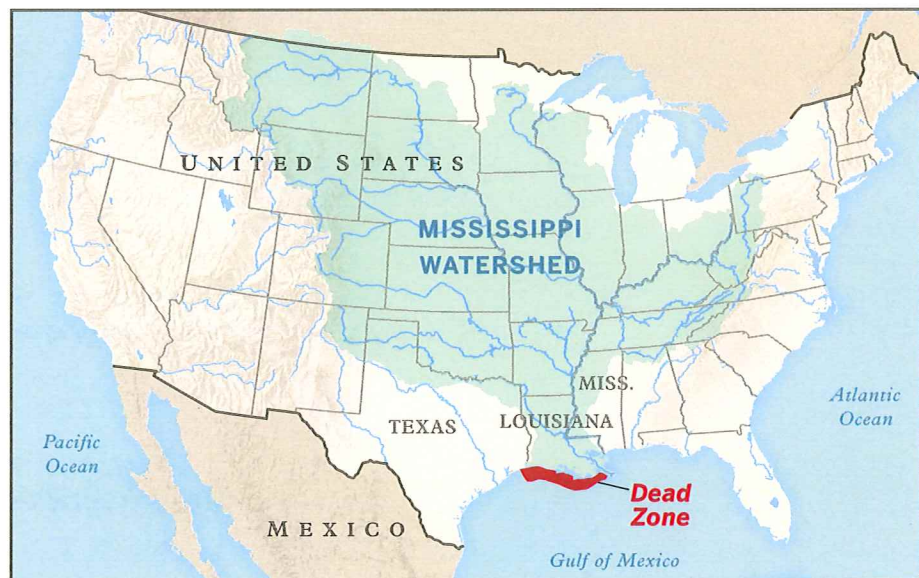 UNITED STATES
MISSISSIPPI
WATERSHED
MISS.
TEXAS
LOUISIANA
Atlantic
Ocean
Pacific
Ocean
Dead
Zone
MEXICO
Gulf of Mexico